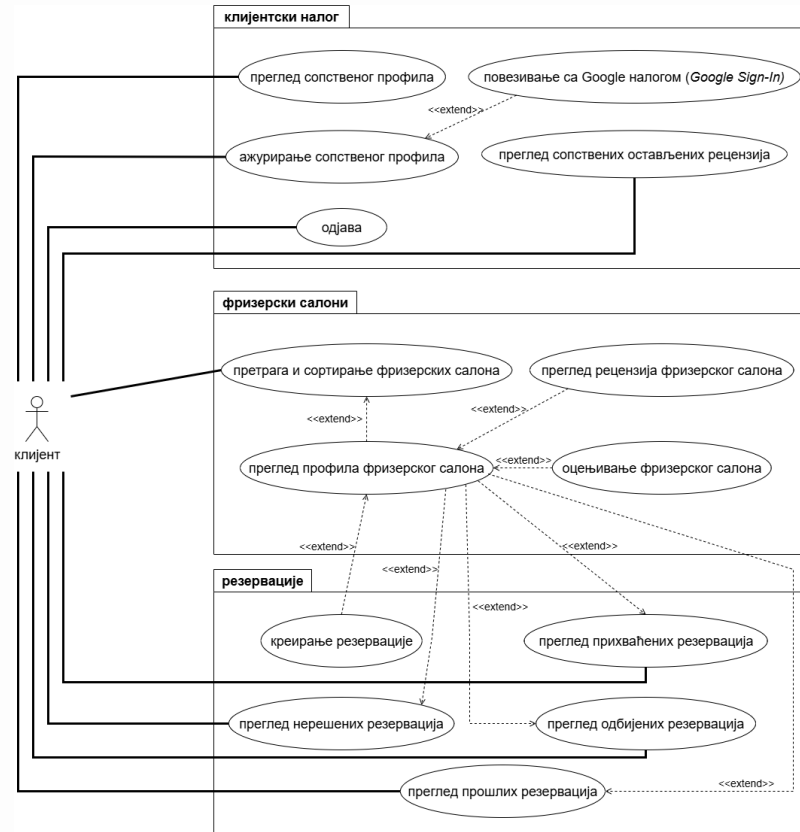 клијентски налог
преглед сопственог профила
повезивање са Google налогом (Google Sign-In)
<<extend>>
ажурирање сопственог профила
преглед сопствених остављених рецензија
одјава
фризерски салони
претрага и сортирање фризерских салона
преглед рецензија фризерског салона
<<extend>>
<<extend>>
клијент
преглед профила фризерског салона
<<extend>>
оцењивање фризерског салона
<<extend>>
<<extend>>
<<extend>>
резервације
<<extend>>
креирање резервације
преглед прихваћених резервација
преглед нерешених резервација
преглед одбијених резервација
<<extend>>
преглед прошлих резервација